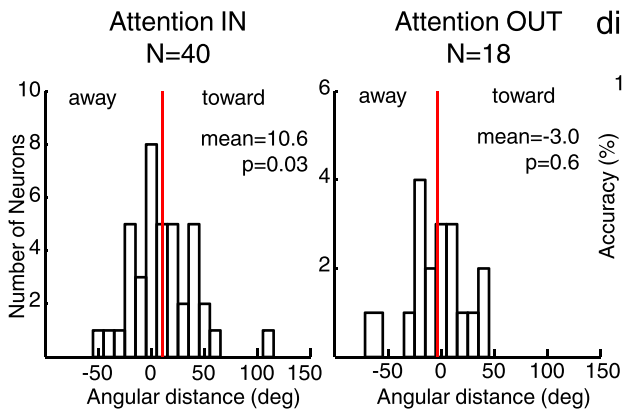 Attention IN
N=40
10
8
6
4
2
Number of Neurons
away
toward
mean=10.6
p=0.03
-50
0
50
100
150
Angular distance (deg)
Attention OUT
N=18
6
4
2
away
toward
mean=-3.0
p=0.6
-50
0
50
100
150
Angular distance (deg)
di
1
Accuracy (%)